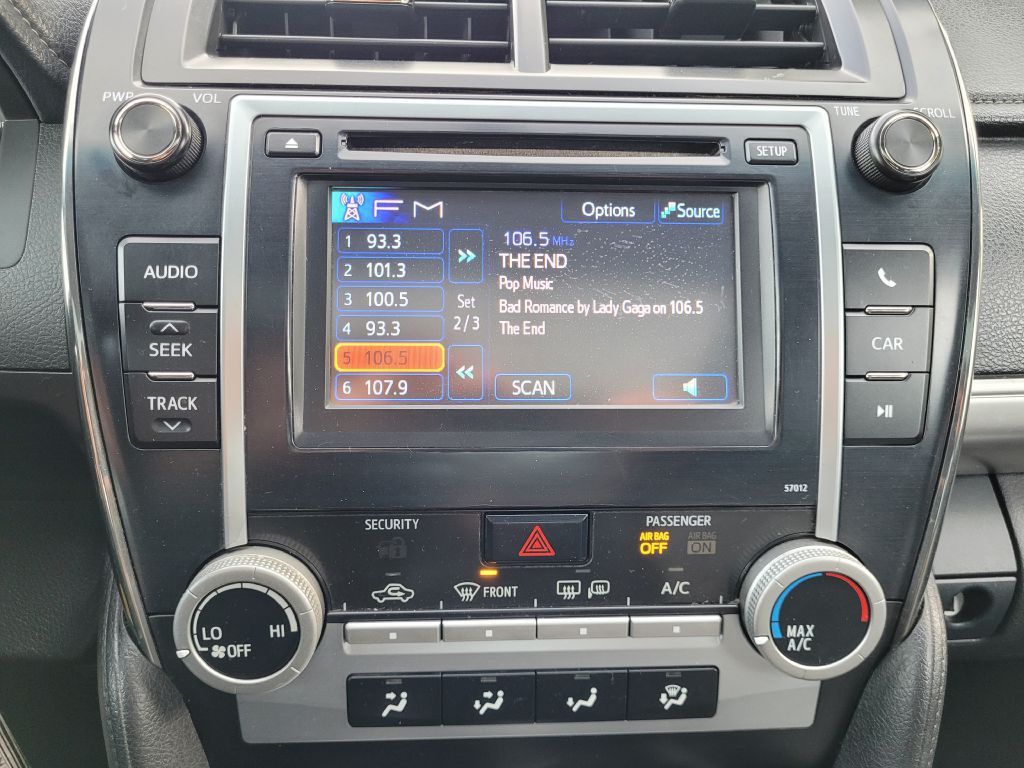 PWR
VOL
TUNE
SCROLL
SETUP
FM
Options
Source
1 93.3
2 101.3
3 100.5
4 93.3
5 106.5
6 107.9
Set
2/3
106.5 MHz
THE END
Pop Music
Bad Romance by Lady Gaga on 106.5
The End
SCAN
AUDIO
SEEK
TRACK
CAR
57012
SECURITY
PASSENGER
AIR BAG
OFF
AIR BAG
ON
FRONT
A/C
LO
HI
OFF
MAX
A/C